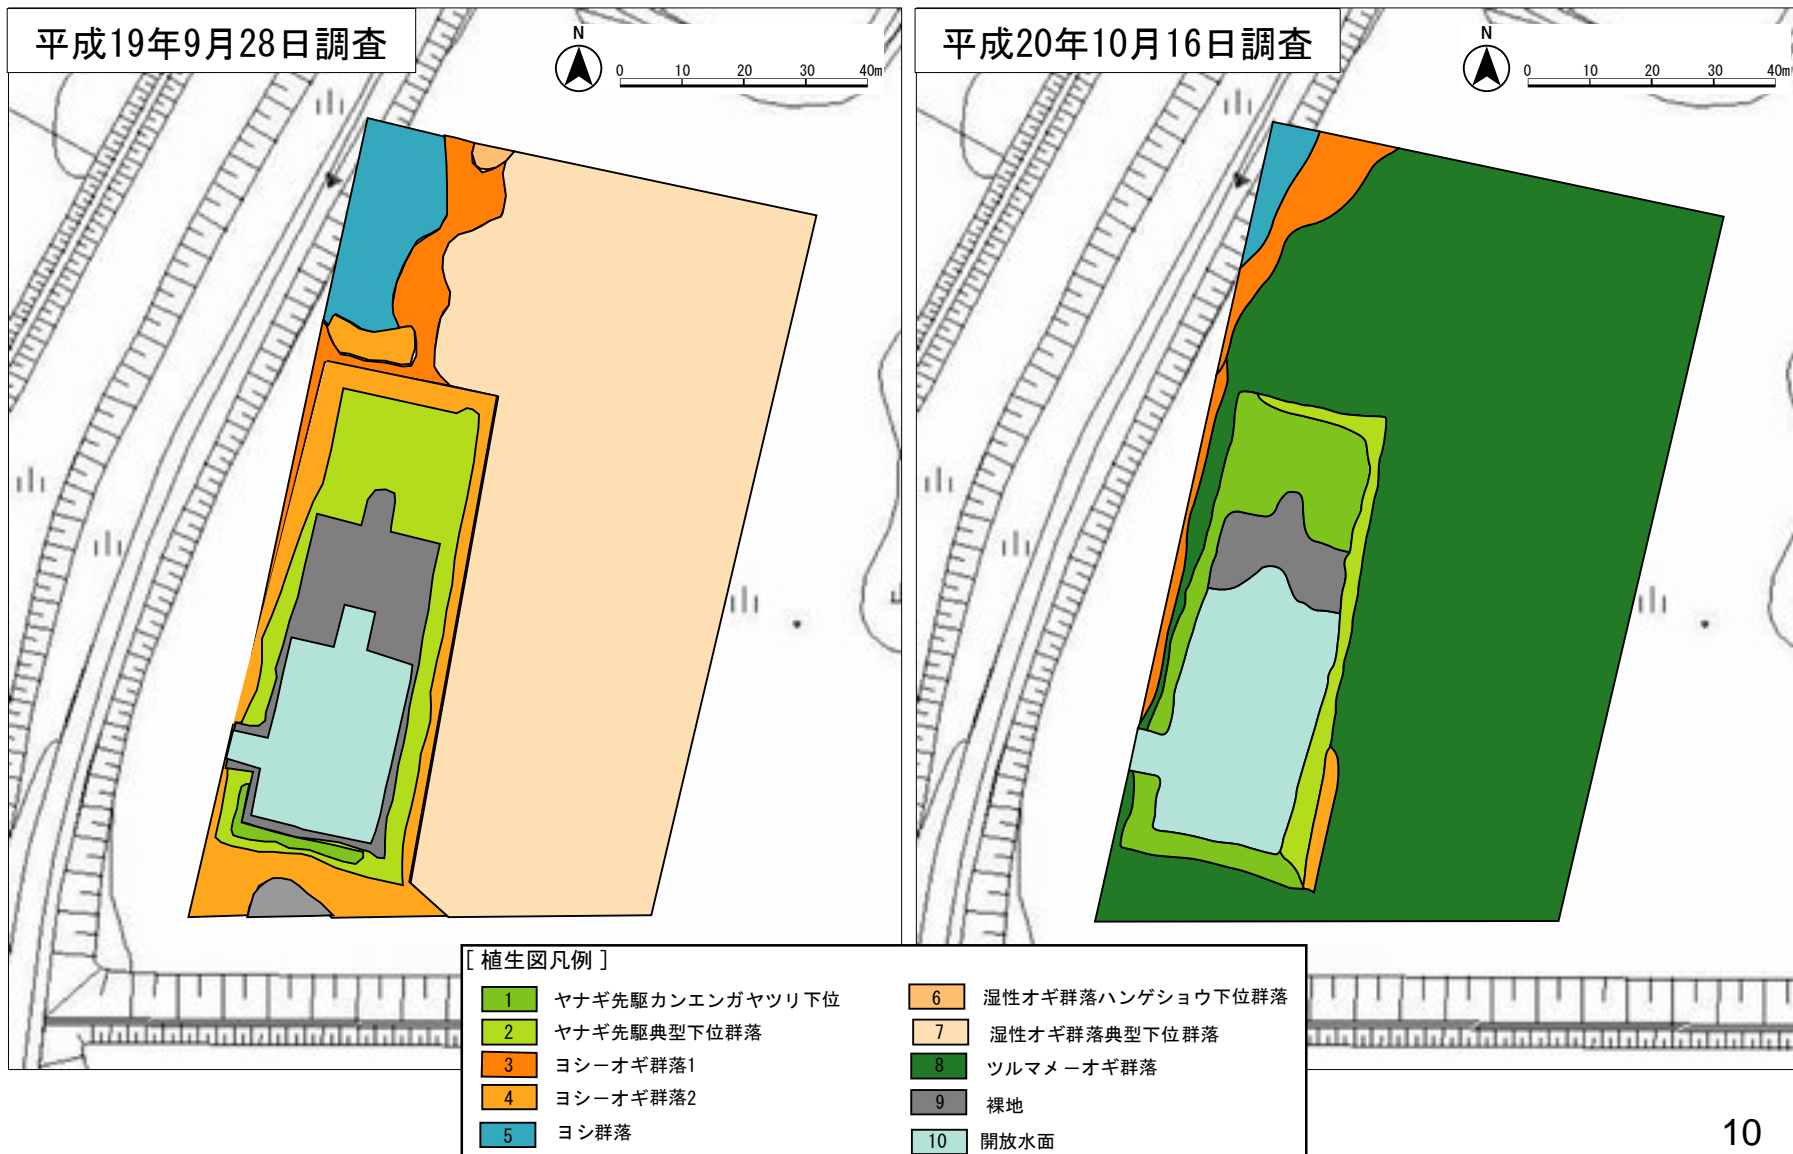 平成19年9月28日調査
N
0 10 20 30 40m
平成20年10月16日調査
N
0 10 20 30 40m
[ 植生図凡例 ]
1 ヤナギ先駆カンエンガヤツリ下位
2 ヤナギ先駆典型下位群落
3 ヨシーオギ群落1
4 ヨシーオギ群落2
5 ヨシ群落
6 湿性オギ群落ハンゲショウ下位群落
7 湿性オギ群落典型下位群落
8 ツルマメーオギ群落
9 裸地
10 開放水面
10